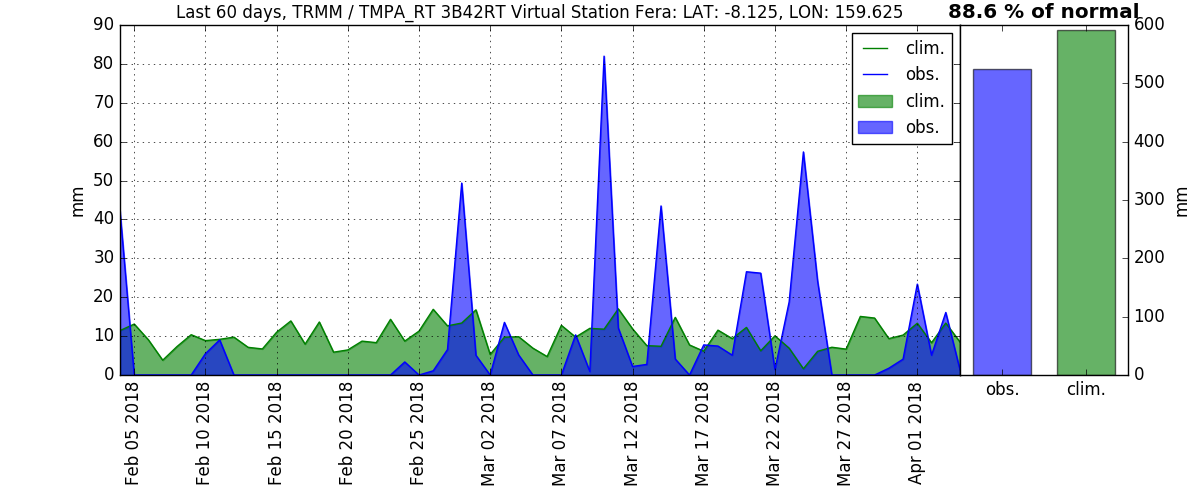 Last 60 days, TRMM / TMPA_RT 3B42RT Virtual Station Fera: LAT: -8.125, LON: 159.625
88.6 % of normal
90
80
70
60
50
40
30
20
10
0
mm
clim.
obs.
clim.
obs.
Feb 05 2018
Feb 10 2018
Feb 15 2018
Feb 20 2018
Feb 25 2018
Mar 02 2018
Mar 07 2018
Mar 12 2018
Mar 17 2018
Mar 22 2018
Mar 27 2018
Apr 01 2018
600
500
400
300
200
100
0
mm
obs.
clim.